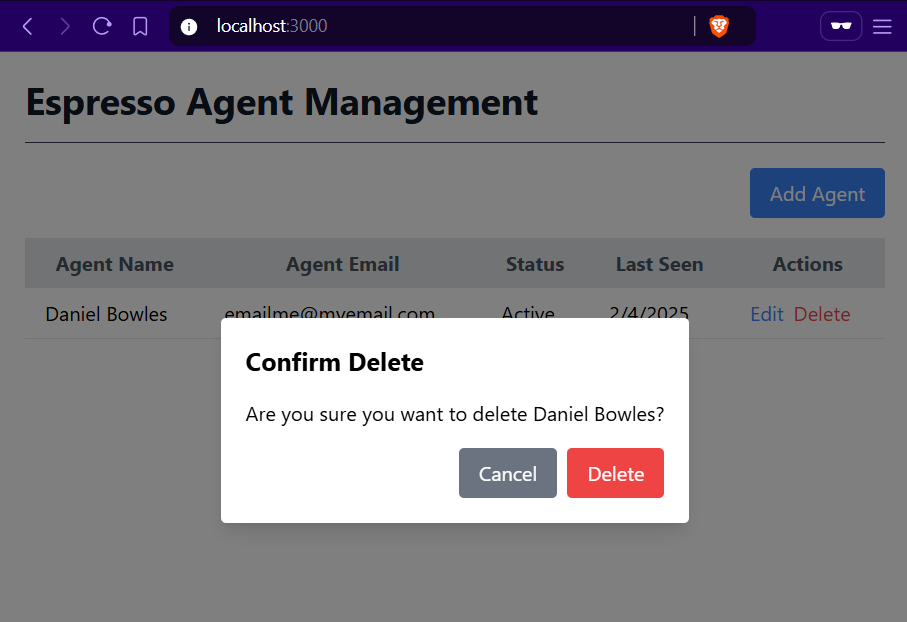 localhost:3000
Espresso Agent Management
Add Agent
Agent Name Agent Email Status Last Seen Actions
Daniel Bowles emailme@myemail.com Active 2/4/2025 Edit Delete
Confirm Delete
Are you sure you want to delete Daniel Bowles?
Cancel Delete